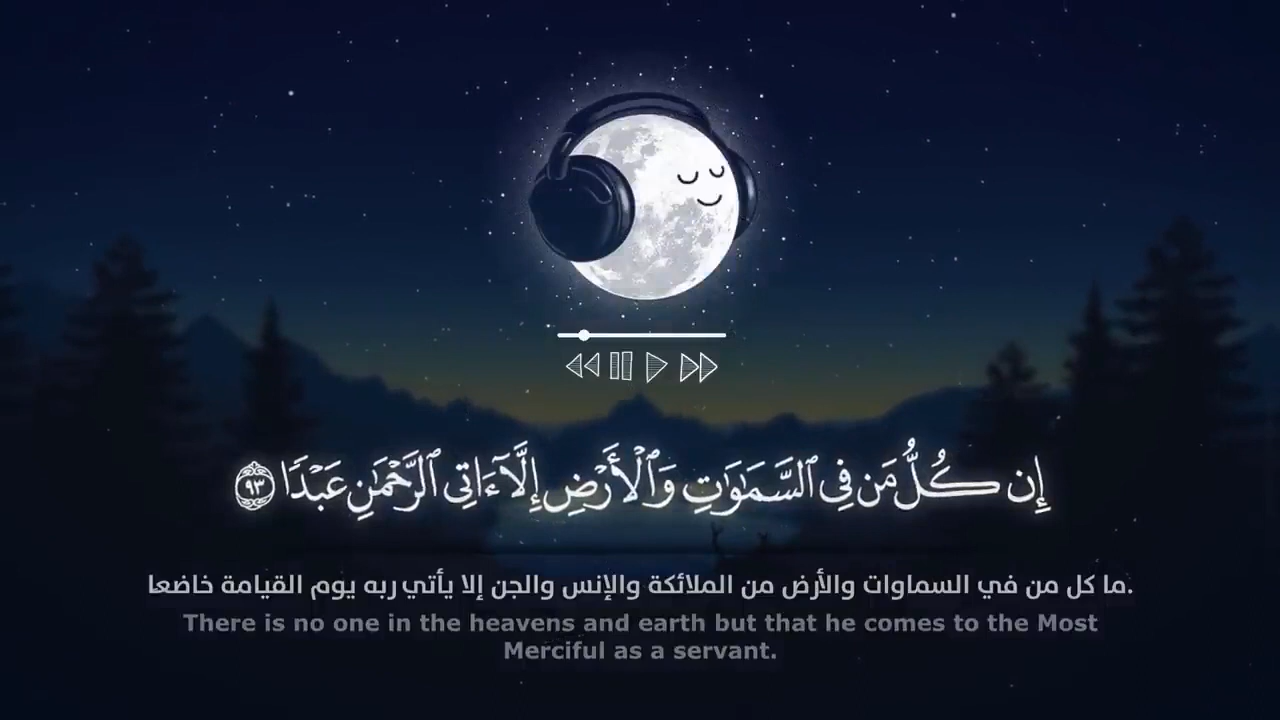 إِن كُلُّ مَن فِى ٱلسَّمَـٰوَٰتِ وَٱلْأَرْضِ إِلَّآ ءَاتِى ٱلرَّحْمَـٰنِ عَبْدًا ٩٣
ما كل من في السماوات والأرض من الملائكة والإنس والجن إلا يأتي ربه يوم القيامة خاضعا.
There is no one in the heavens and earth but that he comes to the Most
Merciful as a servant.